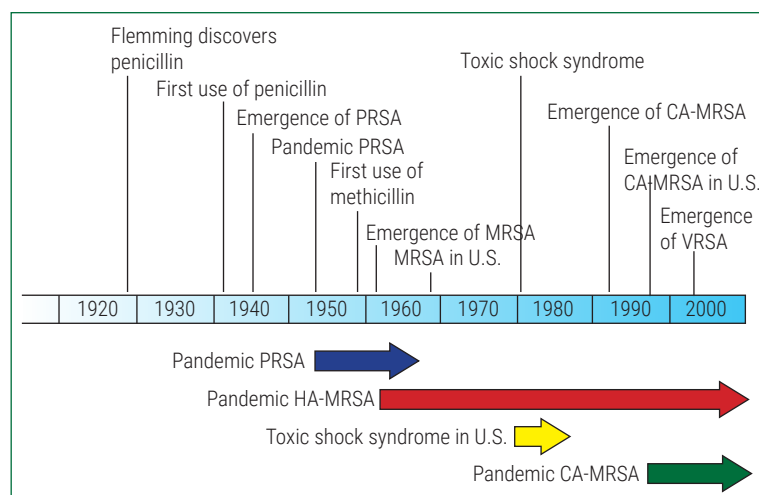 Flemming discovers
penicillin
First use of penicillin
Emergence of PRSA
Pandemic PRSA
First use of
methicillin
Emergence of MRSA
MRSA in U.S.
Toxic shock syndrome
Emergence of CA-MRSA
Emergence of
CA-MRSA in U.S.
Emergence
of VRSA
1920 1930 1940 1950 1960 1970 1980 1990 2000
Pandemic PRSA
Pandemic HA-MRSA
Toxic shock syndrome in U.S.
Pandemic CA-MRSA